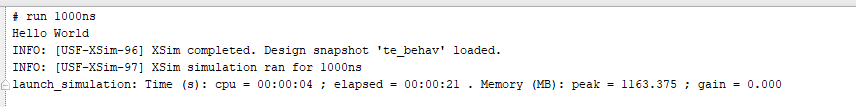 # run 1000ns
Hello World
INFO: [USF-XSim-96] XSim completed. Design snapshot 'te_behav' loaded.
INFO: [USF-XSim-97] XSim simulation ran for 1000ns
launch_simulation: Time (s): cpu = 00:00:04 ; elapsed = 00:00:21 . Memory (MB): peak = 1163.375 ; gain = 0.000